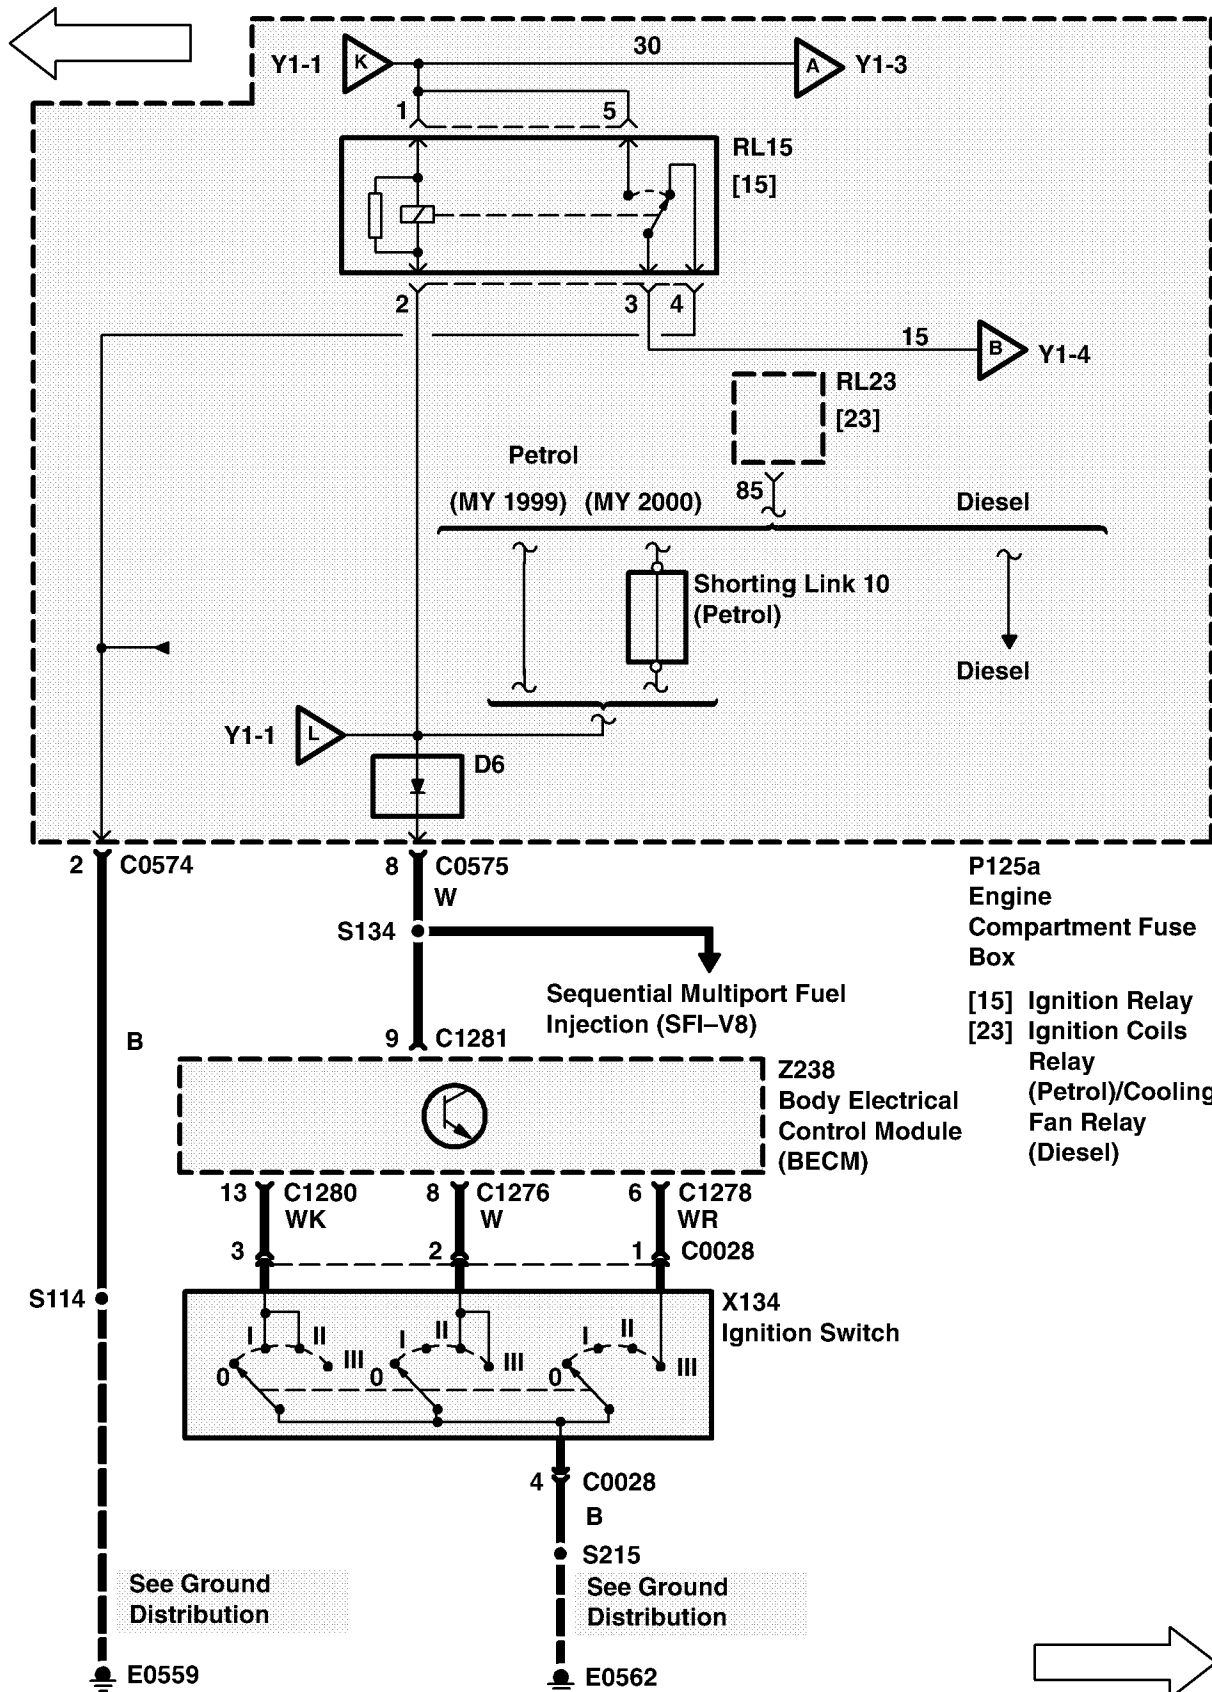 Y1-1
K
30
A
Y1-3
1
5
RL15
[15]
2
3
4
15
B
Y1-4
RL23
[23]
Petrol
(MY 1999) (MY 2000)
85
Diesel
Shorting Link 10
(Petrol)
Diesel
Y1-1
L
D6
2
C0574
8
C0575
W
P125a
Engine
Compartment Fuse
Box
S134
Sequential Multiport Fuel
Injection (SFI–V8)
[15] Ignition Relay
[23] Ignition Coils
Relay
(Petrol)/Cooling
Fan Relay
(Diesel)
B
9
C1281
Z238
Body Electrical
Control Module
(BECM)
13
C1280
WK
8
C1276
W
6
C1278
WR
3
2
1
C0028
S114
X134
Ignition Switch
0
I
II
III
0
I
II
III
0
I
II
III
4
C0028
B
S215
See Ground
Distribution
See Ground
Distribution
E0559
E0562